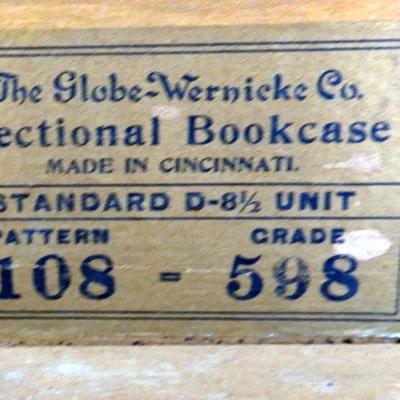 The Globe-Wernicke Co.
ectional Bookcase
MADE IN CINCINNATI.
STANDARD D-8½ UNIT
PATTERN GRADE
108 - 598